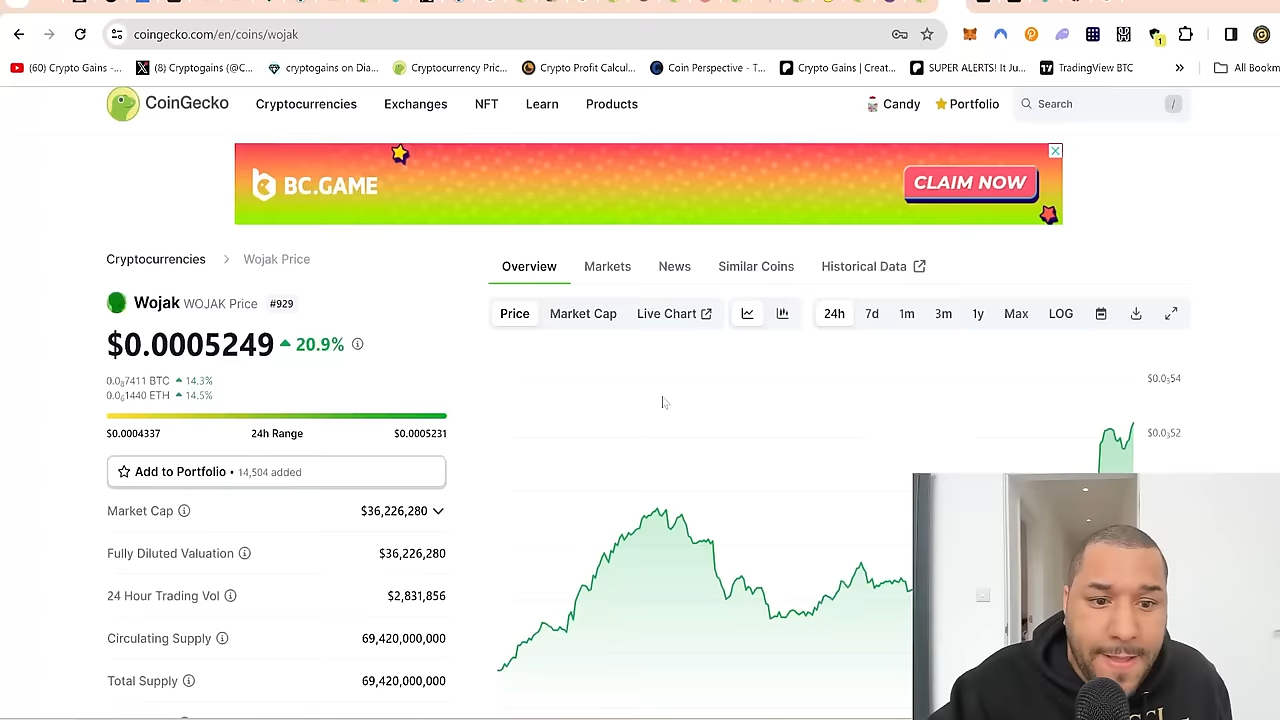 coingecko.com/en/coins/wojak
1
(60) Crypto Gains -...
(8) Cryptogains (@C...
cryptogains on Dia...
Cryptocurrency Pric...
Crypto Profit Calcul...
Coin Perspective - T...
Crypto Gains | Creat...
SUPER ALERTS! It Ju...
TradingView BTC
»
All Bookm
CoinGecko
Cryptocurrencies
Exchanges
NFT
Learn
Products
Candy
Portfolio
Search
/
BC.GAME
CLAIM NOW
Cryptocurrencies > Wojak Price
Overview
Markets
News
Similar Coins
Historical Data
Wojak WOJAK Price #929
Price
Market Cap
Live Chart
24h
7d
1m
3m
1y
Max
LOG
$0.0005249 20.9%
0.0₈7411 BTC 14.3%
0.0₆1440 ETH 14.5%
$0.0004337 24h Range $0.0005231
Add to Portfolio • 14,504 added
Market Cap $36,226,280
Fully Diluted Valuation $36,226,280
24 Hour Trading Vol $2,831,856
Circulating Supply 69,420,000,000
Total Supply 69,420,000,000